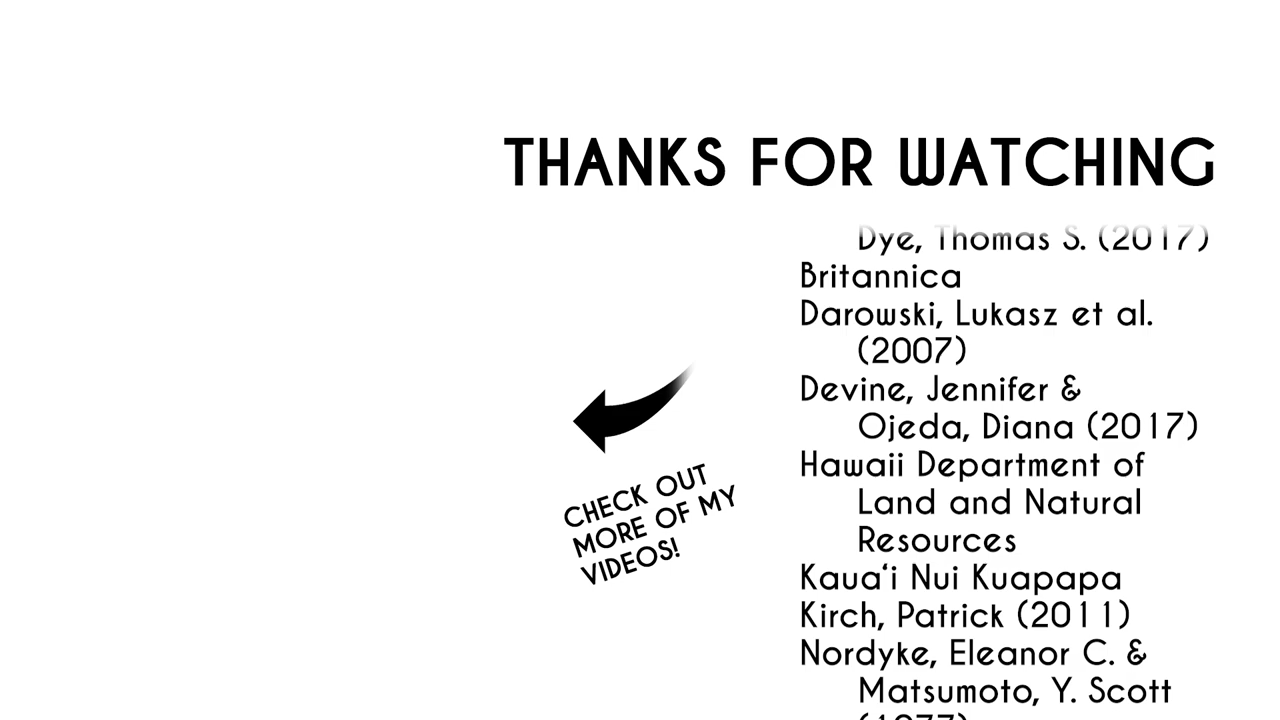 THANKS FOR WATCHING
Dye, Thomas S. (2017)
Britannica
Darowski, Lukasz et al.
(2007)
Devine, Jennifer &
Ojeda, Diana (2017)
Hawaii Department of
Land and Natural
Resources
Kaua‘i Nui Kuapapa
Kirch, Patrick (2011)
Nordyke, Eleanor C. &
Matsumoto, Y. Scott
CHECK OUT
MORE OF MY
VIDEOS!